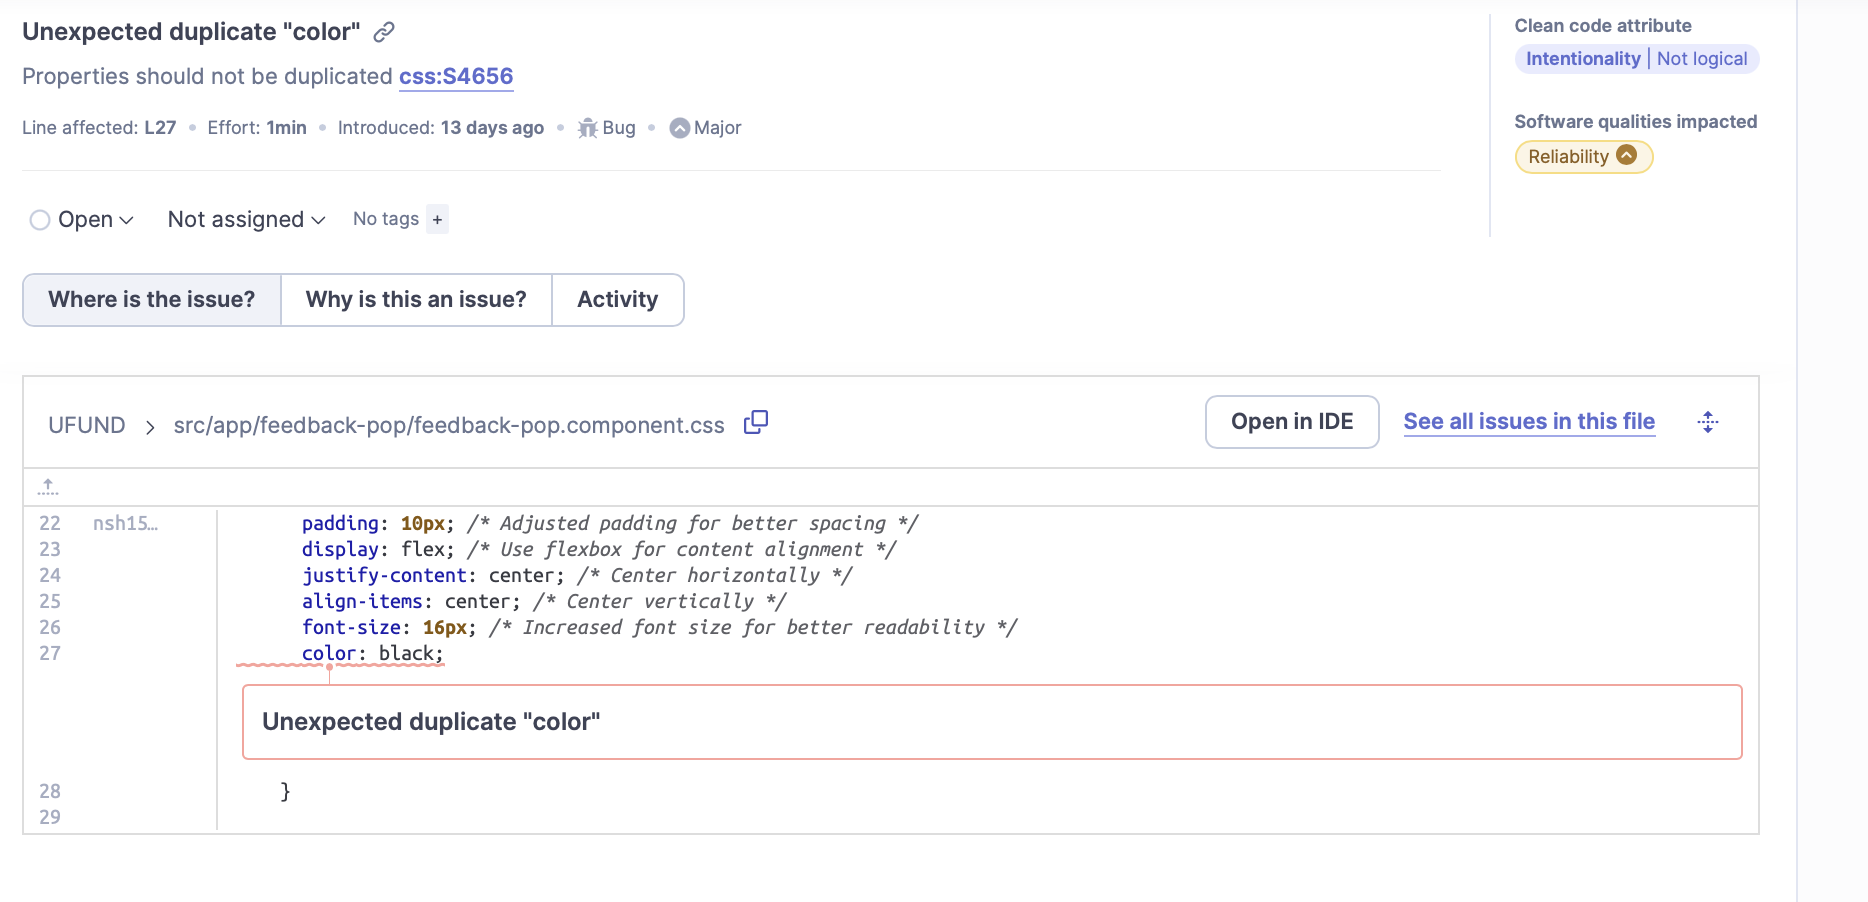 Unexpected duplicate "color"
Properties should not be duplicated css:S4656
Line affected: L27 • Effort: 1min • Introduced: 13 days ago • Bug • Major
Clean code attribute
Intentionality | Not logical
Software qualities impacted
Reliability
Open Not assigned No tags +
Where is the issue? Why is this an issue? Activity
UFUND > src/app/feedback-pop/feedback-pop.component.css Open in IDE See all issues in this file
22 nsh15… padding: 10px; /* Adjusted padding for better spacing */
23 display: flex; /* Use flexbox for content alignment */
24 justify-content: center; /* Center horizontally */
25 align-items: center; /* Center vertically */
26 font-size: 16px; /* Increased font size for better readability */
27 color: black;
Unexpected duplicate "color"
28 }
29